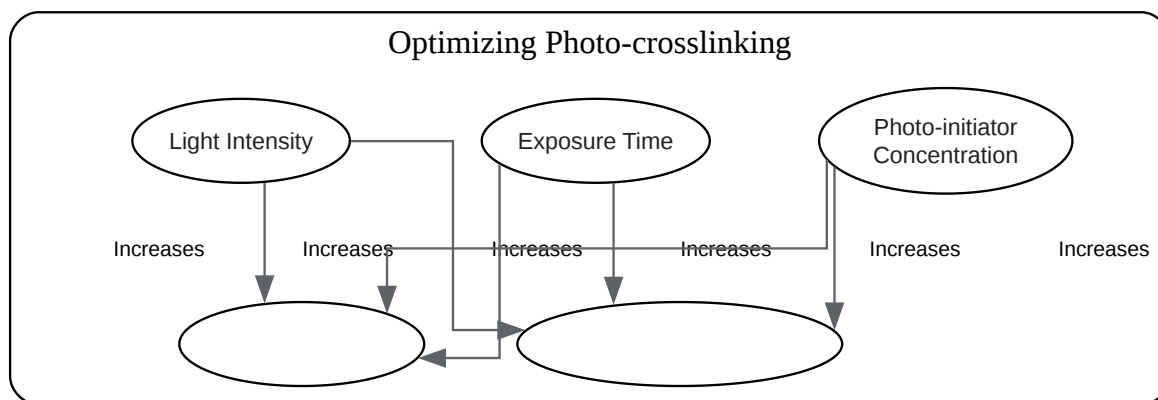 Optimizing Photo-crosslinking
Light Intensity
Exposure Time
Photo-initiator
Concentration
Increases
Increases
Increases
Increases
Increases
Increases